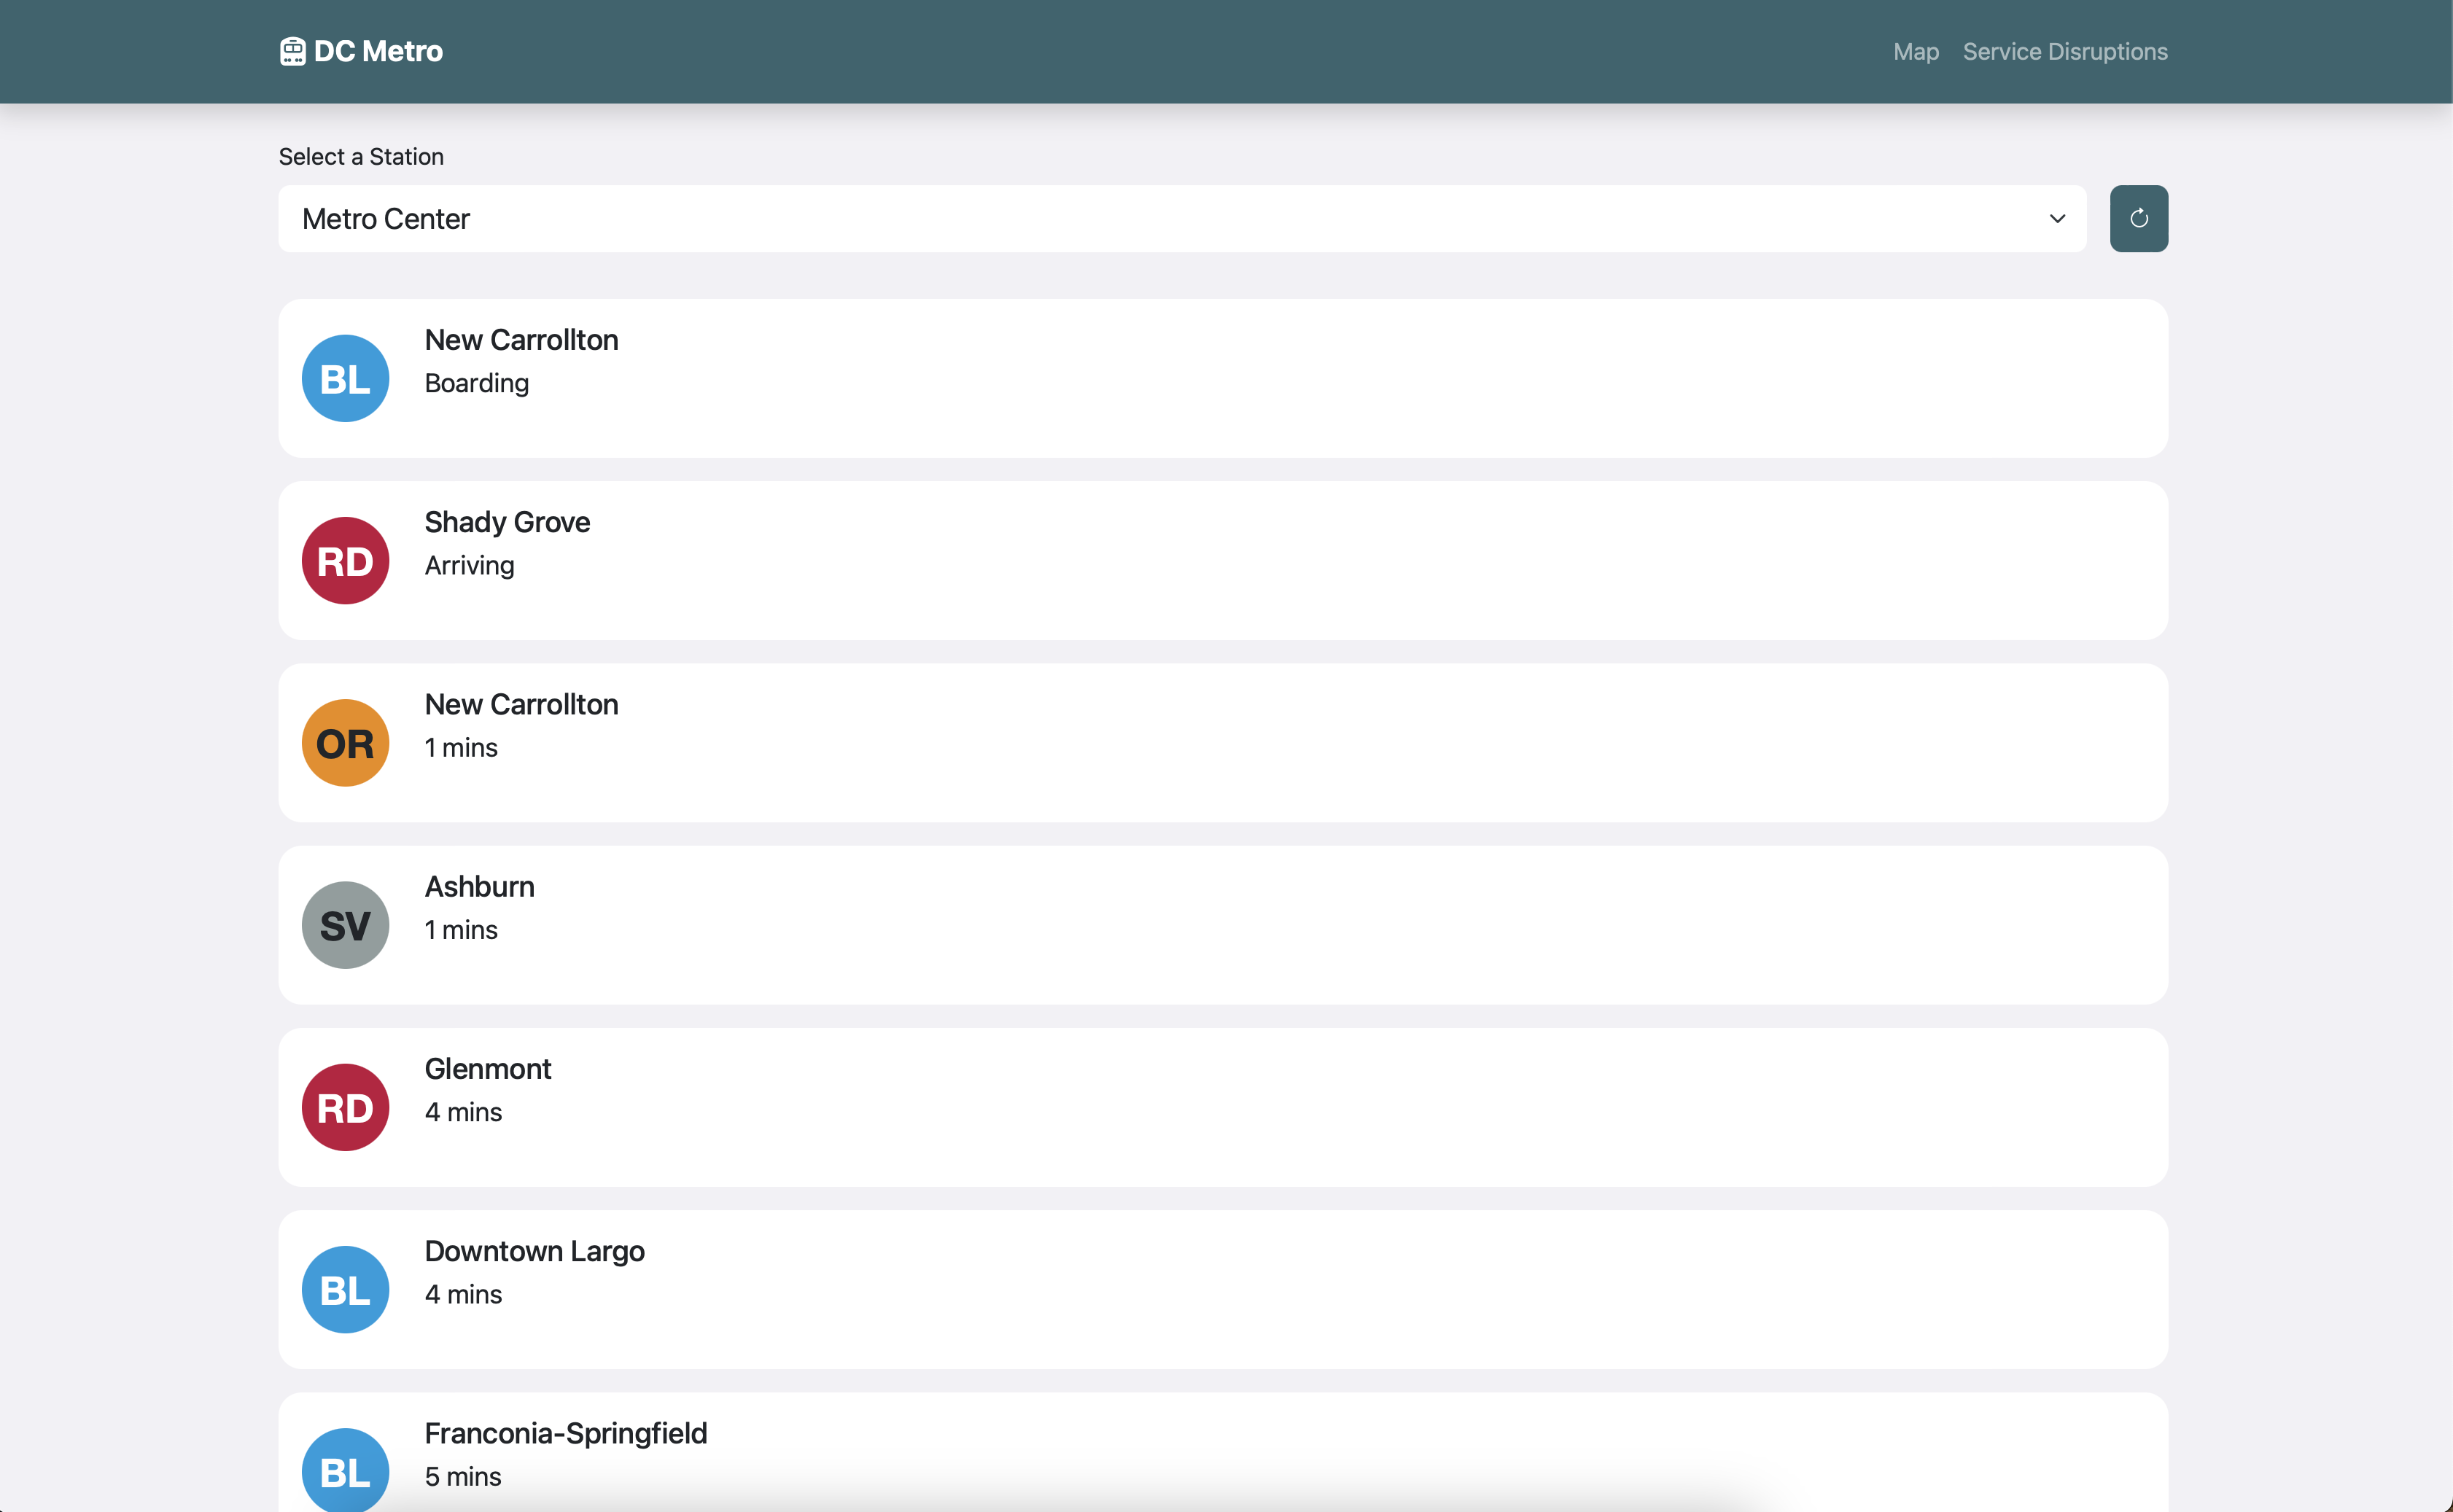 DC Metro
Map
Service Disruptions
Select a Station
Metro Center
BL
New Carrollton
Boarding
RD
Shady Grove
Arriving
OR
New Carrollton
1 mins
SV
Ashburn
1 mins
RD
Glenmont
4 mins
BL
Downtown Largo
4 mins
BL
Franconia-Springfield
5 mins